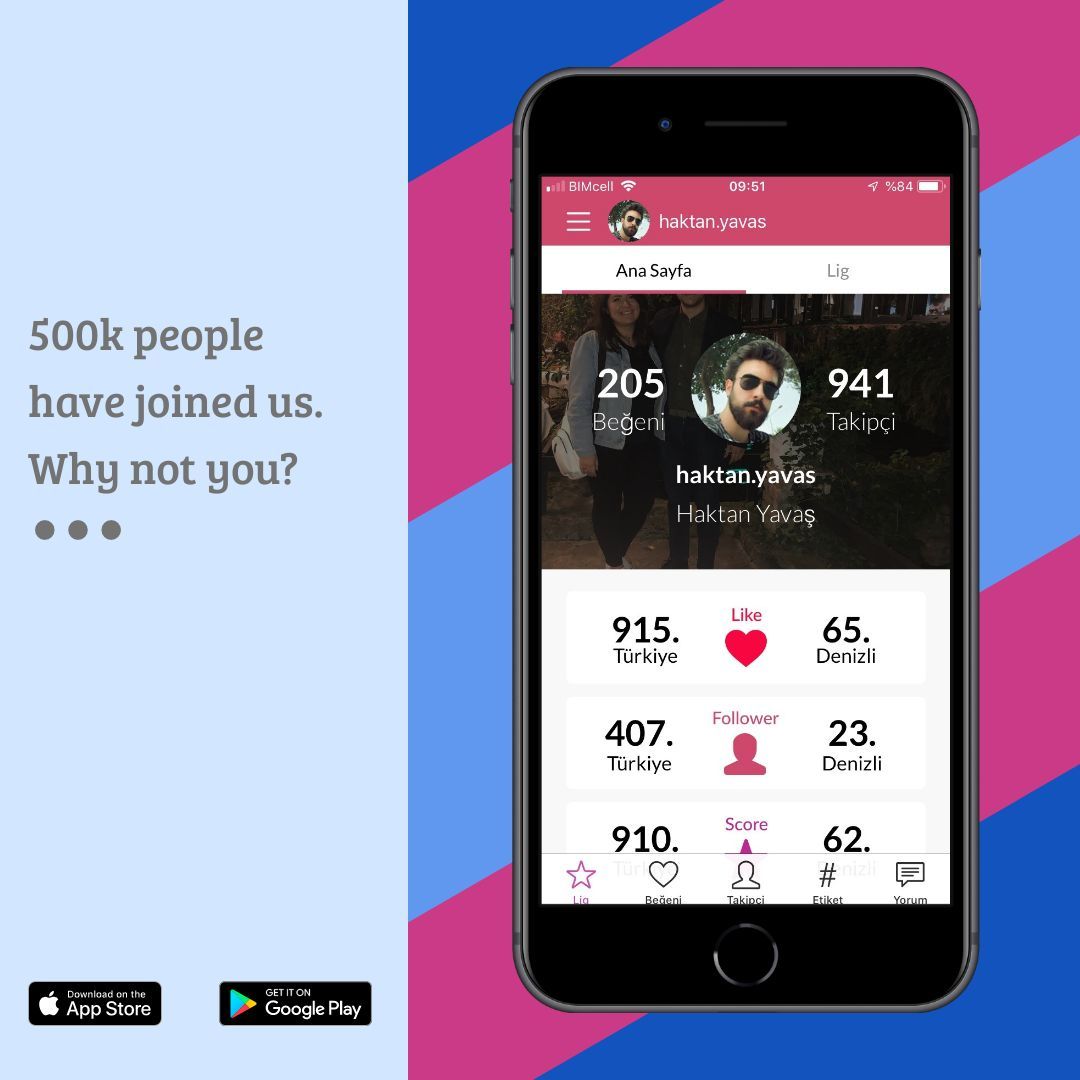 500k people
have joined us.
Why not you?
Download on the
App Store
GET IT ON
Google Play
BIMcell 09:51 %84
haktan.yavas
Ana Sayfa Lig
205 941
Beğeni Takipçi
haktan.yavas
Haktan Yavaş
Like
915. 65.
Türkiye Denizli
Follower
407. 23.
Türkiye Denizli
Score
910. 62.
Türkiye Denizli
#
Lig Beğeni Takipçi Etiket Yorum